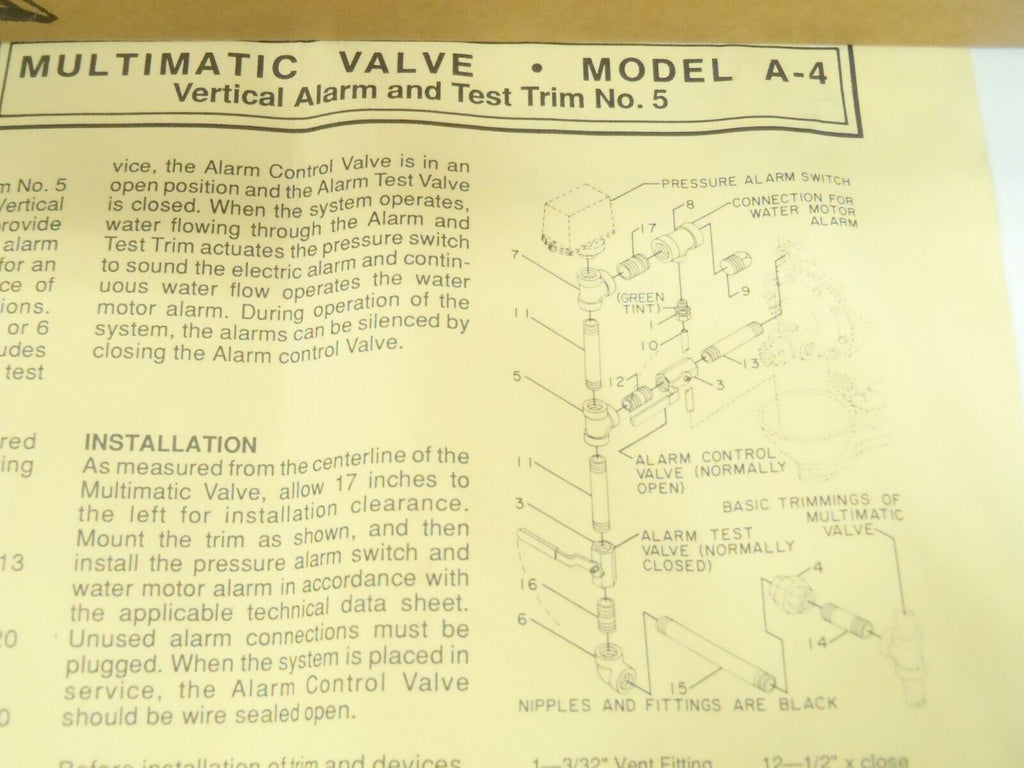 MULTIMATIC VALVE • MODEL A-4
Vertical Alarm and Test Trim No. 5
No. 5
alarm
for an
of
or 6
test
13
vice, the Alarm Control Valve is in an
open position and the Alarm Test Valve
is closed. When the system operates,
water flowing through the Alarm and
Test Trim actuates the pressure switch
to sound the electric alarm and contin-
uous water flow operates the water
motor alarm. During operation of the
system, the alarms can be silenced by
closing the Alarm control Valve.
INSTALLATION
As measured from the centerline of the
Multimatic Valve, allow 17 inches to
the left for installation clearance.
Mount the trim as shown, and then
install the pressure alarm switch and
water motor alarm in accordance with
the applicable technical data sheet.
Unused alarm connections must be
plugged. When the system is placed in
service, the Alarm Control Valve
should be wire sealed open.
Before installation of trim and devices
PRESSURE ALARM SWITCH
8
CONNECTION FOR
WATER MOTOR
ALARM
17
7
9
(GREEN
TINT)
1
11
10
13
12
3
5
ALARM CONTROL
VALVE (NORMALLY
OPEN)
11
BASIC TRIMMINGS OF
MULTIMATIC
VALVE
3
ALARM TEST
VALVE (NORMALLY
CLOSED)
4
16
6
14
15
NIPPLES AND FITTINGS ARE BLACK
1—3/32" Vent Fitting
12—1/2" x close